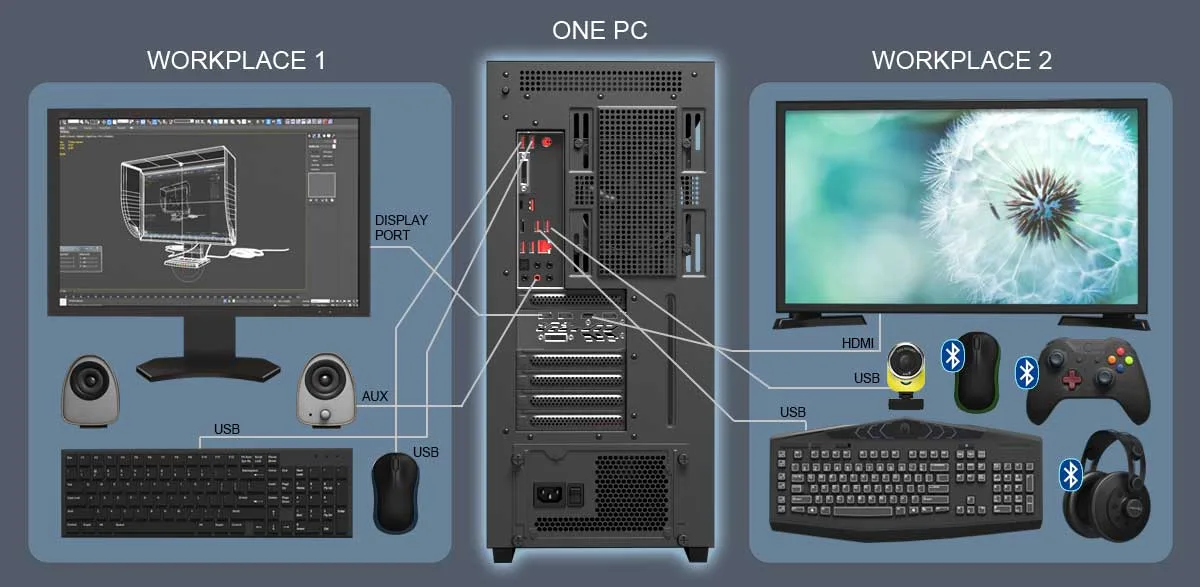 ONE PC
WORKPLACE 1
WORKPLACE 2
DISPLAY
PORT
HDMI
USB
AUX
USB
USB
USB